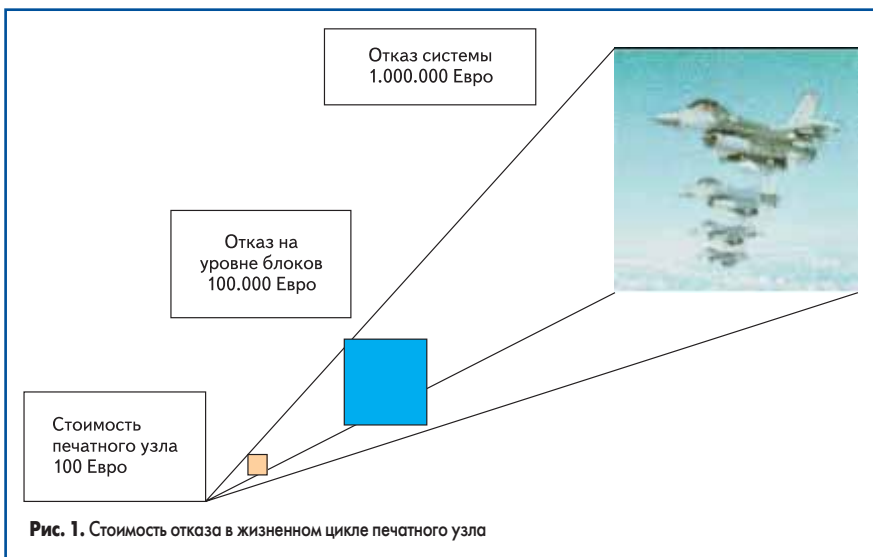 Отказ системы
1.000.000 Евро
Отказ на
уровне блоков
100.000 Евро
Стоимость
печатного узла
100 Евро
Рис. 1. Стоимость отказа в жизненном цикле печатного узла